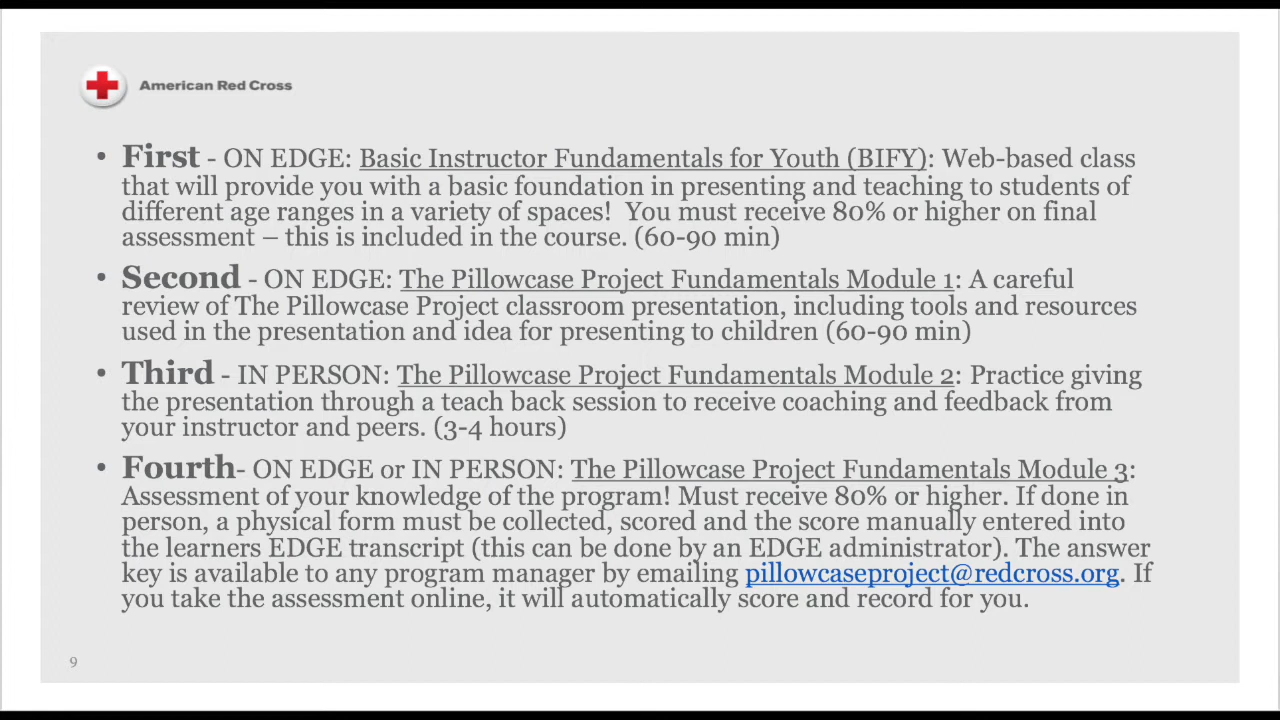 American Red Cross
• First - ON EDGE: Basic Instructor Fundamentals for Youth (BIFY): Web-based class
that will provide you with a basic foundation in presenting and teaching to students of
different age ranges in a variety of spaces!  You must receive 80% or higher on final
assessment – this is included in the course. (60-90 min)
• Second - ON EDGE: The Pillowcase Project Fundamentals Module 1: A careful
review of The Pillowcase Project classroom presentation, including tools and resources
used in the presentation and idea for presenting to children (60-90 min)
• Third - IN PERSON: The Pillowcase Project Fundamentals Module 2: Practice giving
the presentation through a teach back session to receive coaching and feedback from
your instructor and peers. (3-4 hours)
• Fourth- ON EDGE or IN PERSON: The Pillowcase Project Fundamentals Module 3:
Assessment of your knowledge of the program! Must receive 80% or higher. If done in
person, a physical form must be collected, scored and the score manually entered into
the learners EDGE transcript (this can be done by an EDGE administrator). The answer
key is available to any program manager by emailing pillowcaseproject@redcross.org. If
you take the assessment online, it will automatically score and record for you.
9